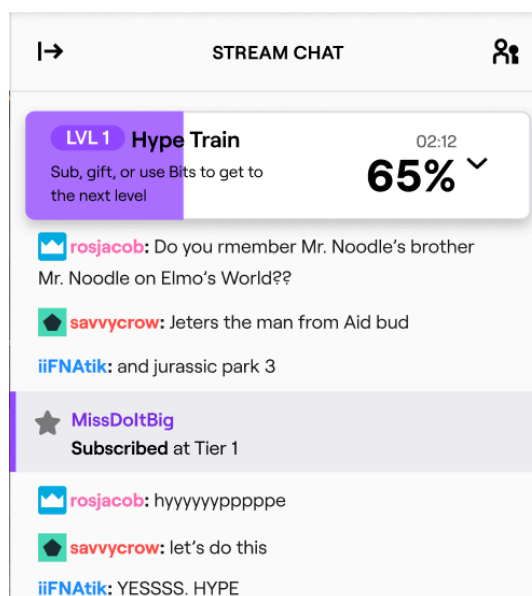 STREAM CHAT
LVL 1 Hype Train
02:12
Sub, gift, or use Bits to get to
the next level
65%
rosjacob: Do you rmember Mr. Noodle's brother
Mr. Noodle on Elmo's World??
savvycrow: Jeters the man from Aid bud
iiFNAtik: and jurassic park 3
MissDoItBig
Subscribed at Tier 1
rosjacob: hyyyyyypppppe
savvycrow: let's do this
iiFNAtik: YESSSS. HYPE